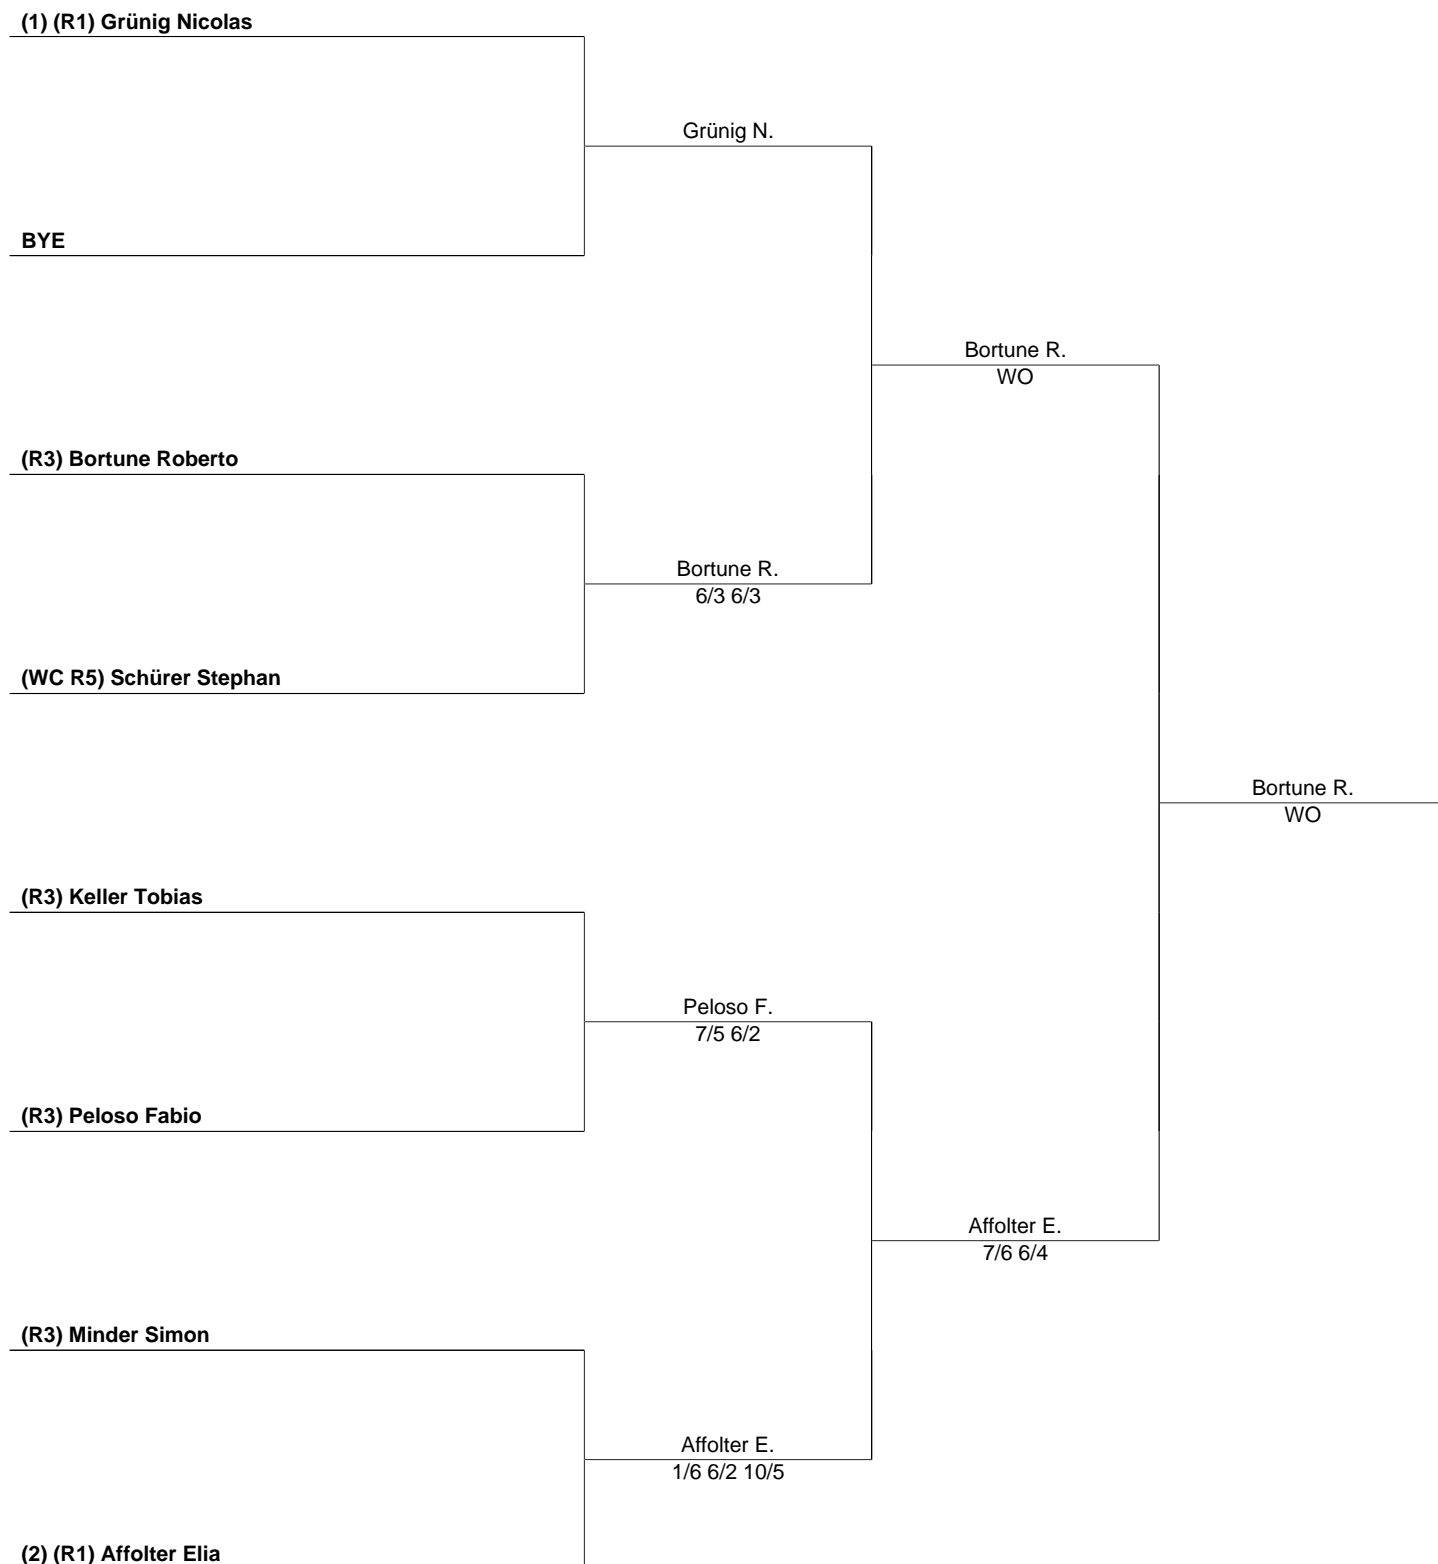 (1) (R1) Grünig Nicolas
Grünig N.
BYE
Bortune R.
WO
(R3) Bortune Roberto
Bortune R.
6/3 6/3
(WC R5) Schürer Stephan
Bortune R.
WO
(R3) Keller Tobias
Peloso F.
7/5 6/2
(R3) Peloso Fabio
Affolter E.
7/6 6/4
(R3) Minder Simon
Affolter E.
1/6 6/2 10/5
(2) (R1) Affolter Elia